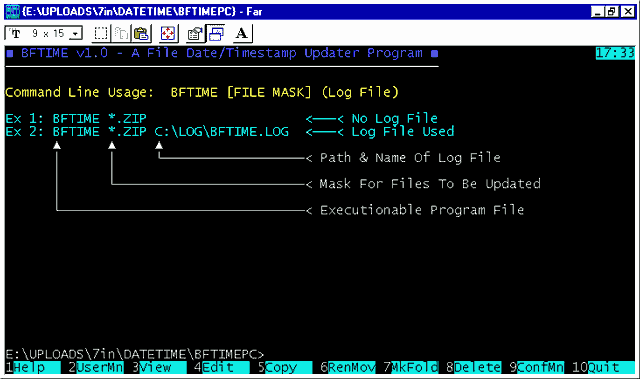 {E:\UPLOADS\7in\DATETIME\BFTIMEPC} - Far
9 x 15
A
BFTIME v1.0 - A File Date/Timestamp Updater Program
17:33
Command Line Usage: BFTIME [FILE MASK] (Log File)
Ex 1: BFTIME *.ZIP <──< No Log File
Ex 2: BFTIME *.ZIP C:\LOG\BFTIME.LOG <──< Log File Used
< Path & Name Of Log File
< Mask For Files To Be Updated
< Executionable Program File
E:\UPLOADS\7in\DATETIME\BFTIMEPC>
1Help 2UserMn 3View 4Edit 5Copy 6RenMov 7MkFold 8Delete 9ConfMn 10Quit